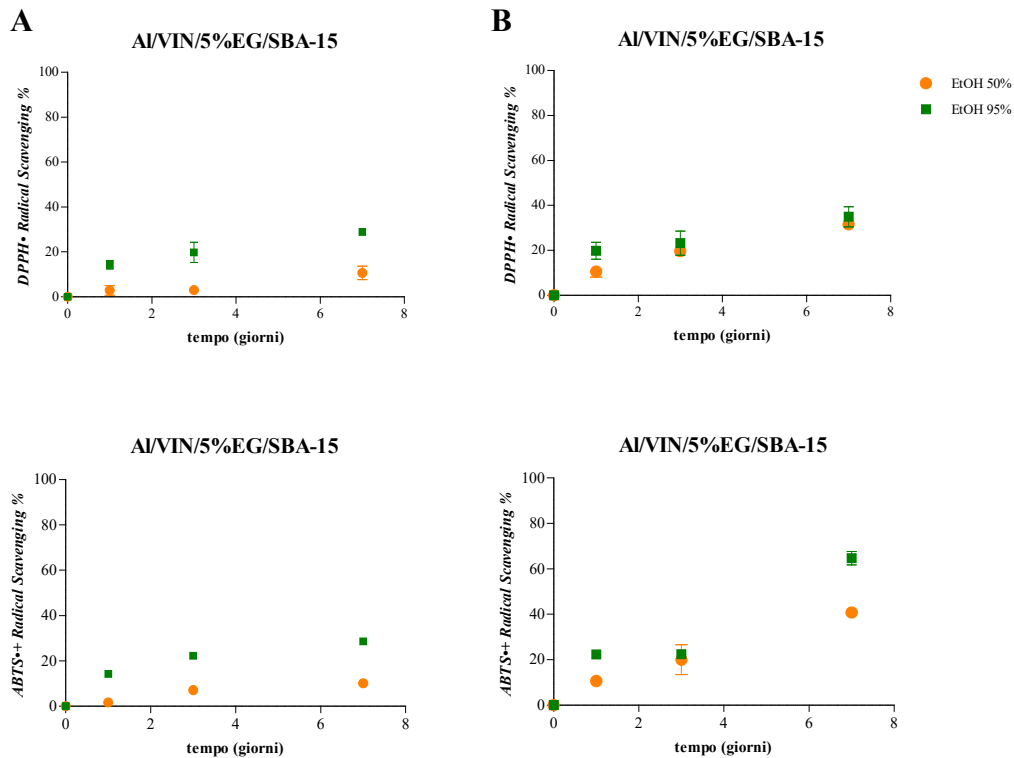 A
B
Al/VIN/5%EG/SBA-15
DPPH• Radical Scavenging %
100
80
60
40
20
0
0 2 4 6 8
tempo (giorni)
Al/VIN/5%EG/SBA-15
DPPH• Radical Scavenging %
100
80
60
40
20
0
0 2 4 6 8
tempo (giorni)
EtOH 50%
EtOH 95%
Al/VIN/5%EG/SBA-15
ABTS•+ Radical Scavenging %
100
80
60
40
20
0
0 2 4 6 8
tempo (giorni)
Al/VIN/5%EG/SBA-15
ABTS•+ Radical Scavenging %
100
80
60
40
20
0
0 2 4 6 8
tempo (giorni)